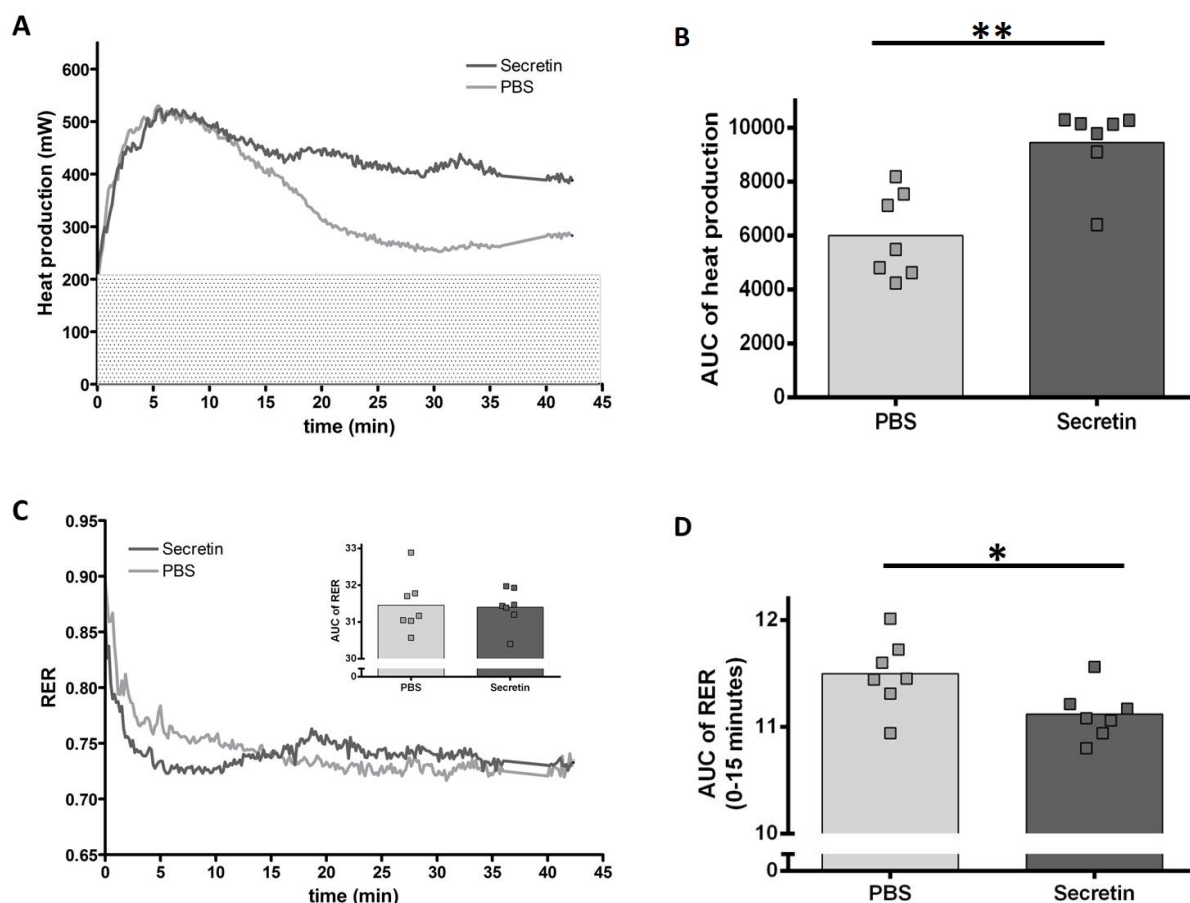 A
Heat production (mW)
600
500
400
300
200
100
0
0 5 10 15 20 25 30 35 40 45
time (min)
Secretin
PBS
B
**
AUC of heat production
10000
8000
6000
4000
2000
0
PBS Secretin
C
RER
0.95
0.90
0.85
0.80
0.75
0.70
0.65
0 5 10 15 20 25 30 35 40 45
time (min)
Secretin
PBS
AUC of RER
33
32
31
30
0
PBS Secretin
D
*
AUC of RER
(0-15 minutes)
12
11
10
0
PBS Secretin